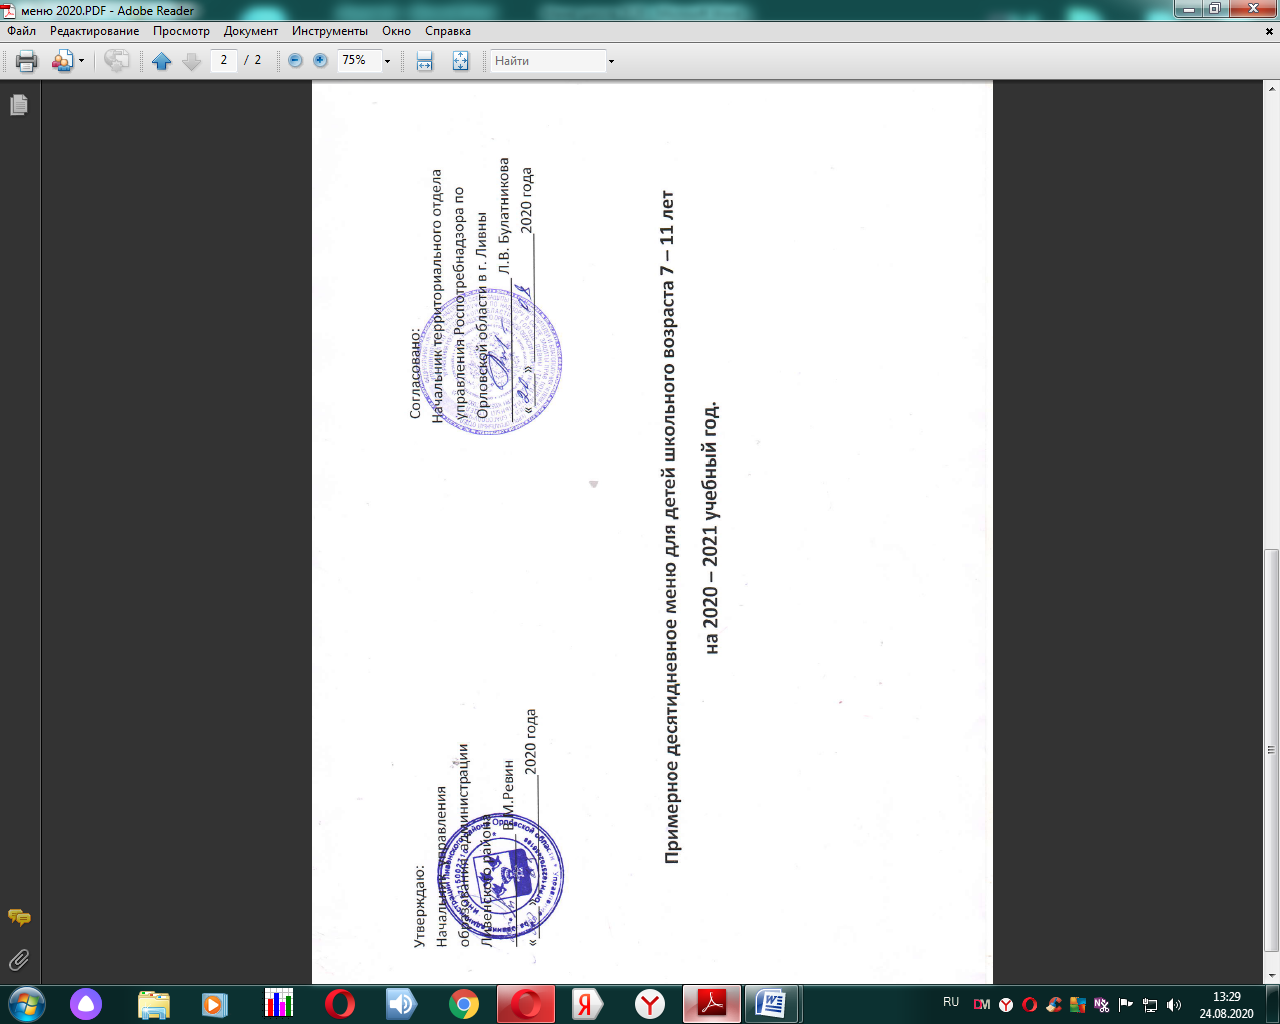 меню 2020.PDF - Adobe Reader
Файл Редактирование Просмотр Документ Инструменты Окно Справка
2 / 2 75% Найти
Утверждаю:
Начальник управления
образования администрации
Ливенского района
В.М.Ревин
« » 2020 года
Согласовано:
Начальник территориального отдела
управления Роспотребнадзора по
Орловской области в г. Ливны
Л.В. Булатникова
« 20 » 08 2020 года
Примерное десятидневное меню для детей школьного возраста 7 – 11 лет
на 2020 – 2021 учебный год.
RU
13:29
24.08.2020